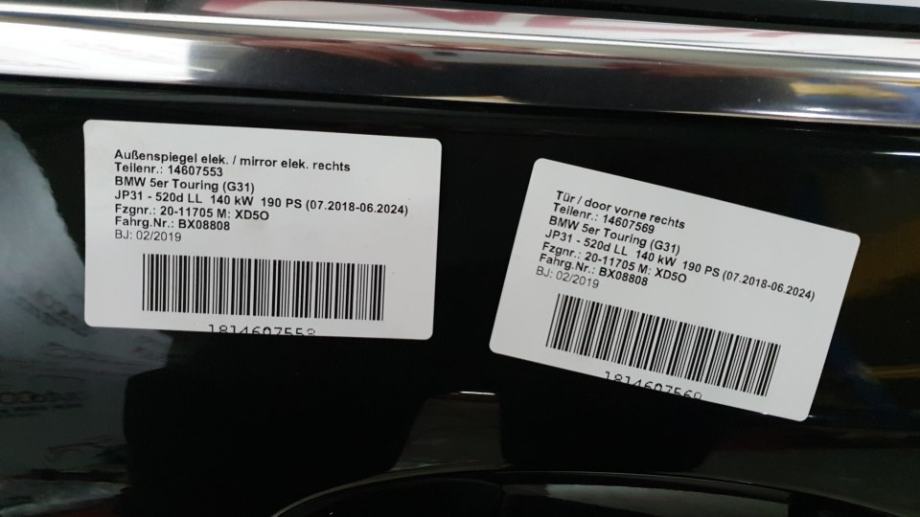 Außenspiegel elek. / mirror elek. rechts
Teilenr.: 14607553
BMW 5er Touring (G31)
JP31 - 520d LL 140 kW 190 PS (07.2018-06.2024)
Fzgnr.: 20-11705 M: XD5O
Fahrg.Nr.: BX08808
BJ: 02/2019
1814607553
Tür / door vorne rechts
Teilenr.: 14607569
BMW 5er Touring (G31)
JP31 - 520d LL 140 kW 190 PS (07.2018-06.2024)
Fzgnr.: 20-11705 M: XD5O
Fahrg.Nr.: BX08808
BJ: 02/2019
1814607569